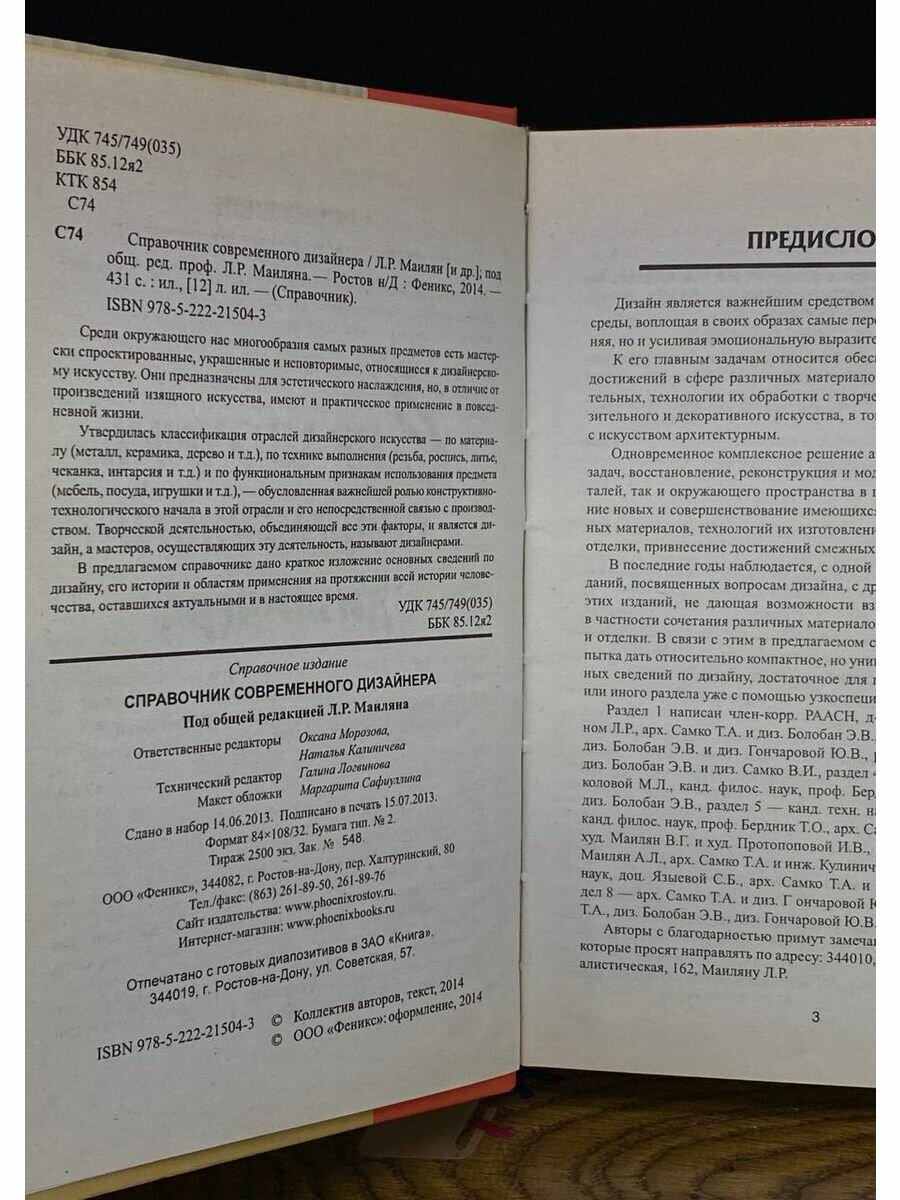 УДК 745/749(035)
ББК 85.12я2
КТК 854
С74
С74
Справочник современного дизайнера / Л.Р. Маилян [и др.]; под
общ. ред. проф. Л.Р. Маиляна. — Ростов н/Д : Феникс, 2014. —
431 с. : ил., [12] л. ил. — (Справочник).
ISBN 978-5-222-21504-3
Среди окружающего нас многообразия самых разных предметов есть мастер-
ски спроектированные, украшенные и неповторимые, относящиеся к дизайнерско-
му искусству. Они предназначены для эстетического наслаждения, но, в отличие от
произведений изящного искусства, имеют и практическое применение в повсед-
невной жизни.
Утвердилась классификация отраслей дизайнерского искусства — по материа-
лу (металл, керамика, дерево и т.д.), по технике выполнения (резьба, роспись, литье,
чеканка, интарсия и т.д.) и по функциональным признакам использования предмета
(мебель, посуда, игрушки и т.д.), — обусловленная важнейшей ролью конструктивно-
технологического начала в этой отрасли и его непосредственной связью с производ-
ством. Творческой деятельностью, объединяющей все эти факторы, и является ди-
зайн, а мастеров, осуществляющих эту деятельность, называют дизайнерами.
В предлагаемом справочнике дано краткое изложение основных сведений по
дизайну, его истории и областям применения на протяжении всей истории челове-
чества, оставшихся актуальными и в настоящее время.
УДК 745/749(035)
ББК 85.12я2
Справочное издание
СПРАВОЧНИК СОВРЕМЕННОГО ДИЗАЙНЕРА
Под общей редакцией Л.Р. Маиляна
Ответственные редакторы Оксана Морозова,
Наталья Калиничева
Технический редактор Галина Логвинова
Макет обложки Маргарита Сафиуллина
Сдано в набор 14.06.2013. Подписано в печать 15.07.2013.
Формат 84×108/32. Бумага тип. № 2.
Тираж 2500 экз. Зак. № 548.
ООО «Феникс», 344082, г. Ростов-на-Дону, пер. Халтуринский, 80
Тел./факс: (863) 261-89-50, 261-89-76
Сайт издательства: www.phoenixrostov.ru.
Интернет-магазин: www.phoenixbooks.ru
Отпечатано с готовых диапозитивов в ЗАО «Книга».
344019, г. Ростов-на-Дону, ул. Советская, 57.
ISBN 978-5-222-21504-3
© Коллектив авторов, текст, 2014
© ООО «Феникс»: оформление, 2014
ПРЕДИСЛО
Дизайн является важнейшим средством
среды, воплощая в своих образах самые пере
няя, но и усиливая эмоциональную выразите
К его главным задачам относится обес
достижений в сфере различных материало
тельных, технологии их обработки с творче
зительного и декоративного искусства, в то
с искусством архитектурным.
Одновременное комплексное решение а
задач, восстановление, реконструкция и мод
талей, так и окружающего пространства в п
ние новых и совершенствование имеющихся
ных материалов, технологий их изготовлени
отделки, привнесение достижений смежных
В последние годы наблюдается, с одной
даний, посвященных вопросам дизайна, с др
этих изданий, не дающая возможности вз
в частности сочетания различных материало
и отделки. В связи с этим в предлагаемом с
пытка дать относительно компактное, но уни
ных сведений по дизайну, достаточное для п
или иного раздела уже с помощью узкоспеци
Раздел 1 написан член-корр. РААСН, д-
ном Л.Р., арх. Самко Т.А. и диз. Болобан Э.В.
диз. Болобан Э.В. и диз. Гончаровой Ю.В., р
диз. Болобан Э.В. и диз. Самко В.И., раздел 4
коловой М.Л., канд. филос. наук, проф. Берд
диз. Болобан Э.В., раздел 5 — канд. техн. на
канд. филос. наук, проф. Бердник Т.О., арх. Са
худ. Маилян В.Г. и худ. Протопоповой И.В.,
Маилян А.Л., арх. Самко Т.А. и инж. Кулинич
наук, доц. Языевой С.Б., арх. Самко Т.А. и
дел 8 — арх. Самко Т.А. и диз. Г ончаровой Ю
Т.А., диз. Болобан Э.В., диз. Гончаровой Ю.В.
Авторы с благодарностью примут замеча
которые просят направлять по адресу: 344010,
алистическая, 162, Маиляну Л.Р.
3